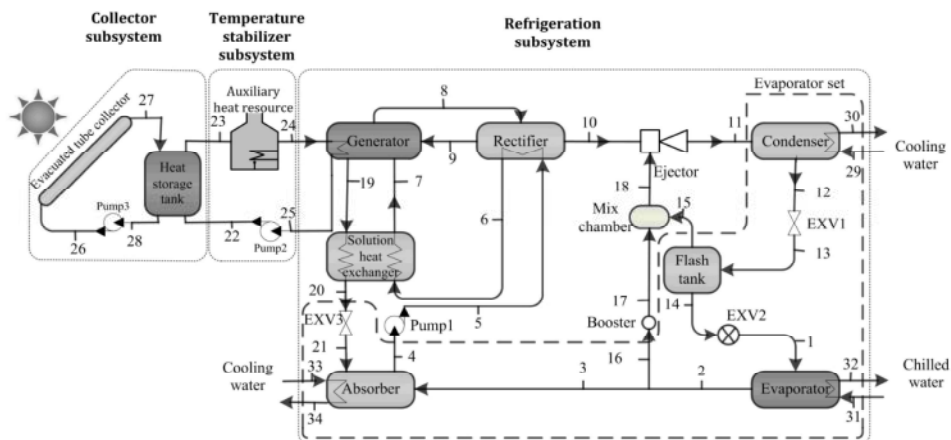 Collector
subsystem
Temperature
stabilizer
subsystem
Refrigeration
subsystem
Evaporator set
27
Evacuated tube collector
Heat
storage
tank
Pump3
26
28
23
Auxiliary
heat resource
24
22
25
Pump2
8
Generator
9
Rectifier
10
Ejector
11
Condenser
30
29
Cooling
water
19
7
6
18
Mix
chamber
15
12
EXV1
13
Flash
tank
14
Solution
heat
exchanger
20
EXV3
21
Pump1
5
4
17
Booster
16
EXV2
1
Cooling
water
33
34
Absorber
3
2
Evaporator
32
31
Chilled
water